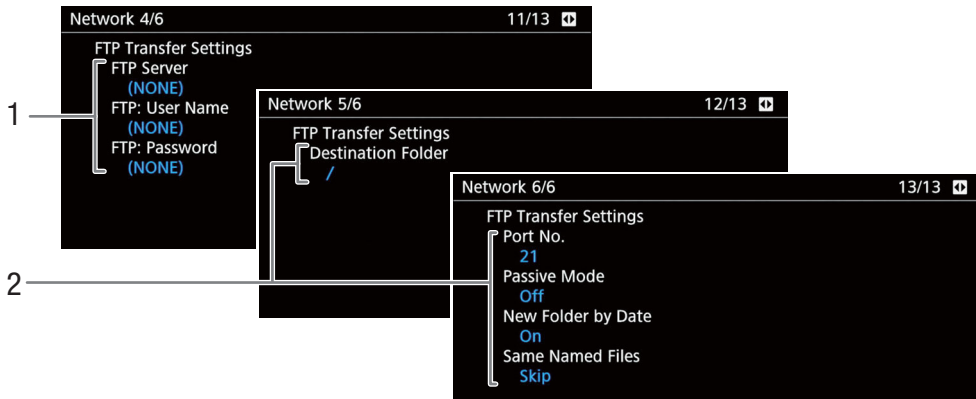 Network 4/6 11/13
FTP Transfer Settings
FTP Server
(NONE)
FTP: User Name
(NONE)
FTP: Password
(NONE)
1
Network 5/6 12/13
FTP Transfer Settings
Destination Folder
/
Network 6/6 13/13
FTP Transfer Settings
Port No.
21
Passive Mode
Off
New Folder by Date
On
Same Named Files
Skip
2